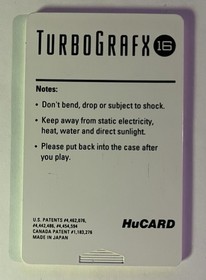 TURBOGRAFX 16
Notes:
• Don't bend, drop or subject to shock.
• Keep away from static electricity,
heat, water and direct sunlight.
• Please put back into the case after
you play.
U.S. PATENTS #4,462,076,
#4,442,486, #4,454,594
CANADA PATENT #1,183,276
MADE IN JAPAN
HuCARD